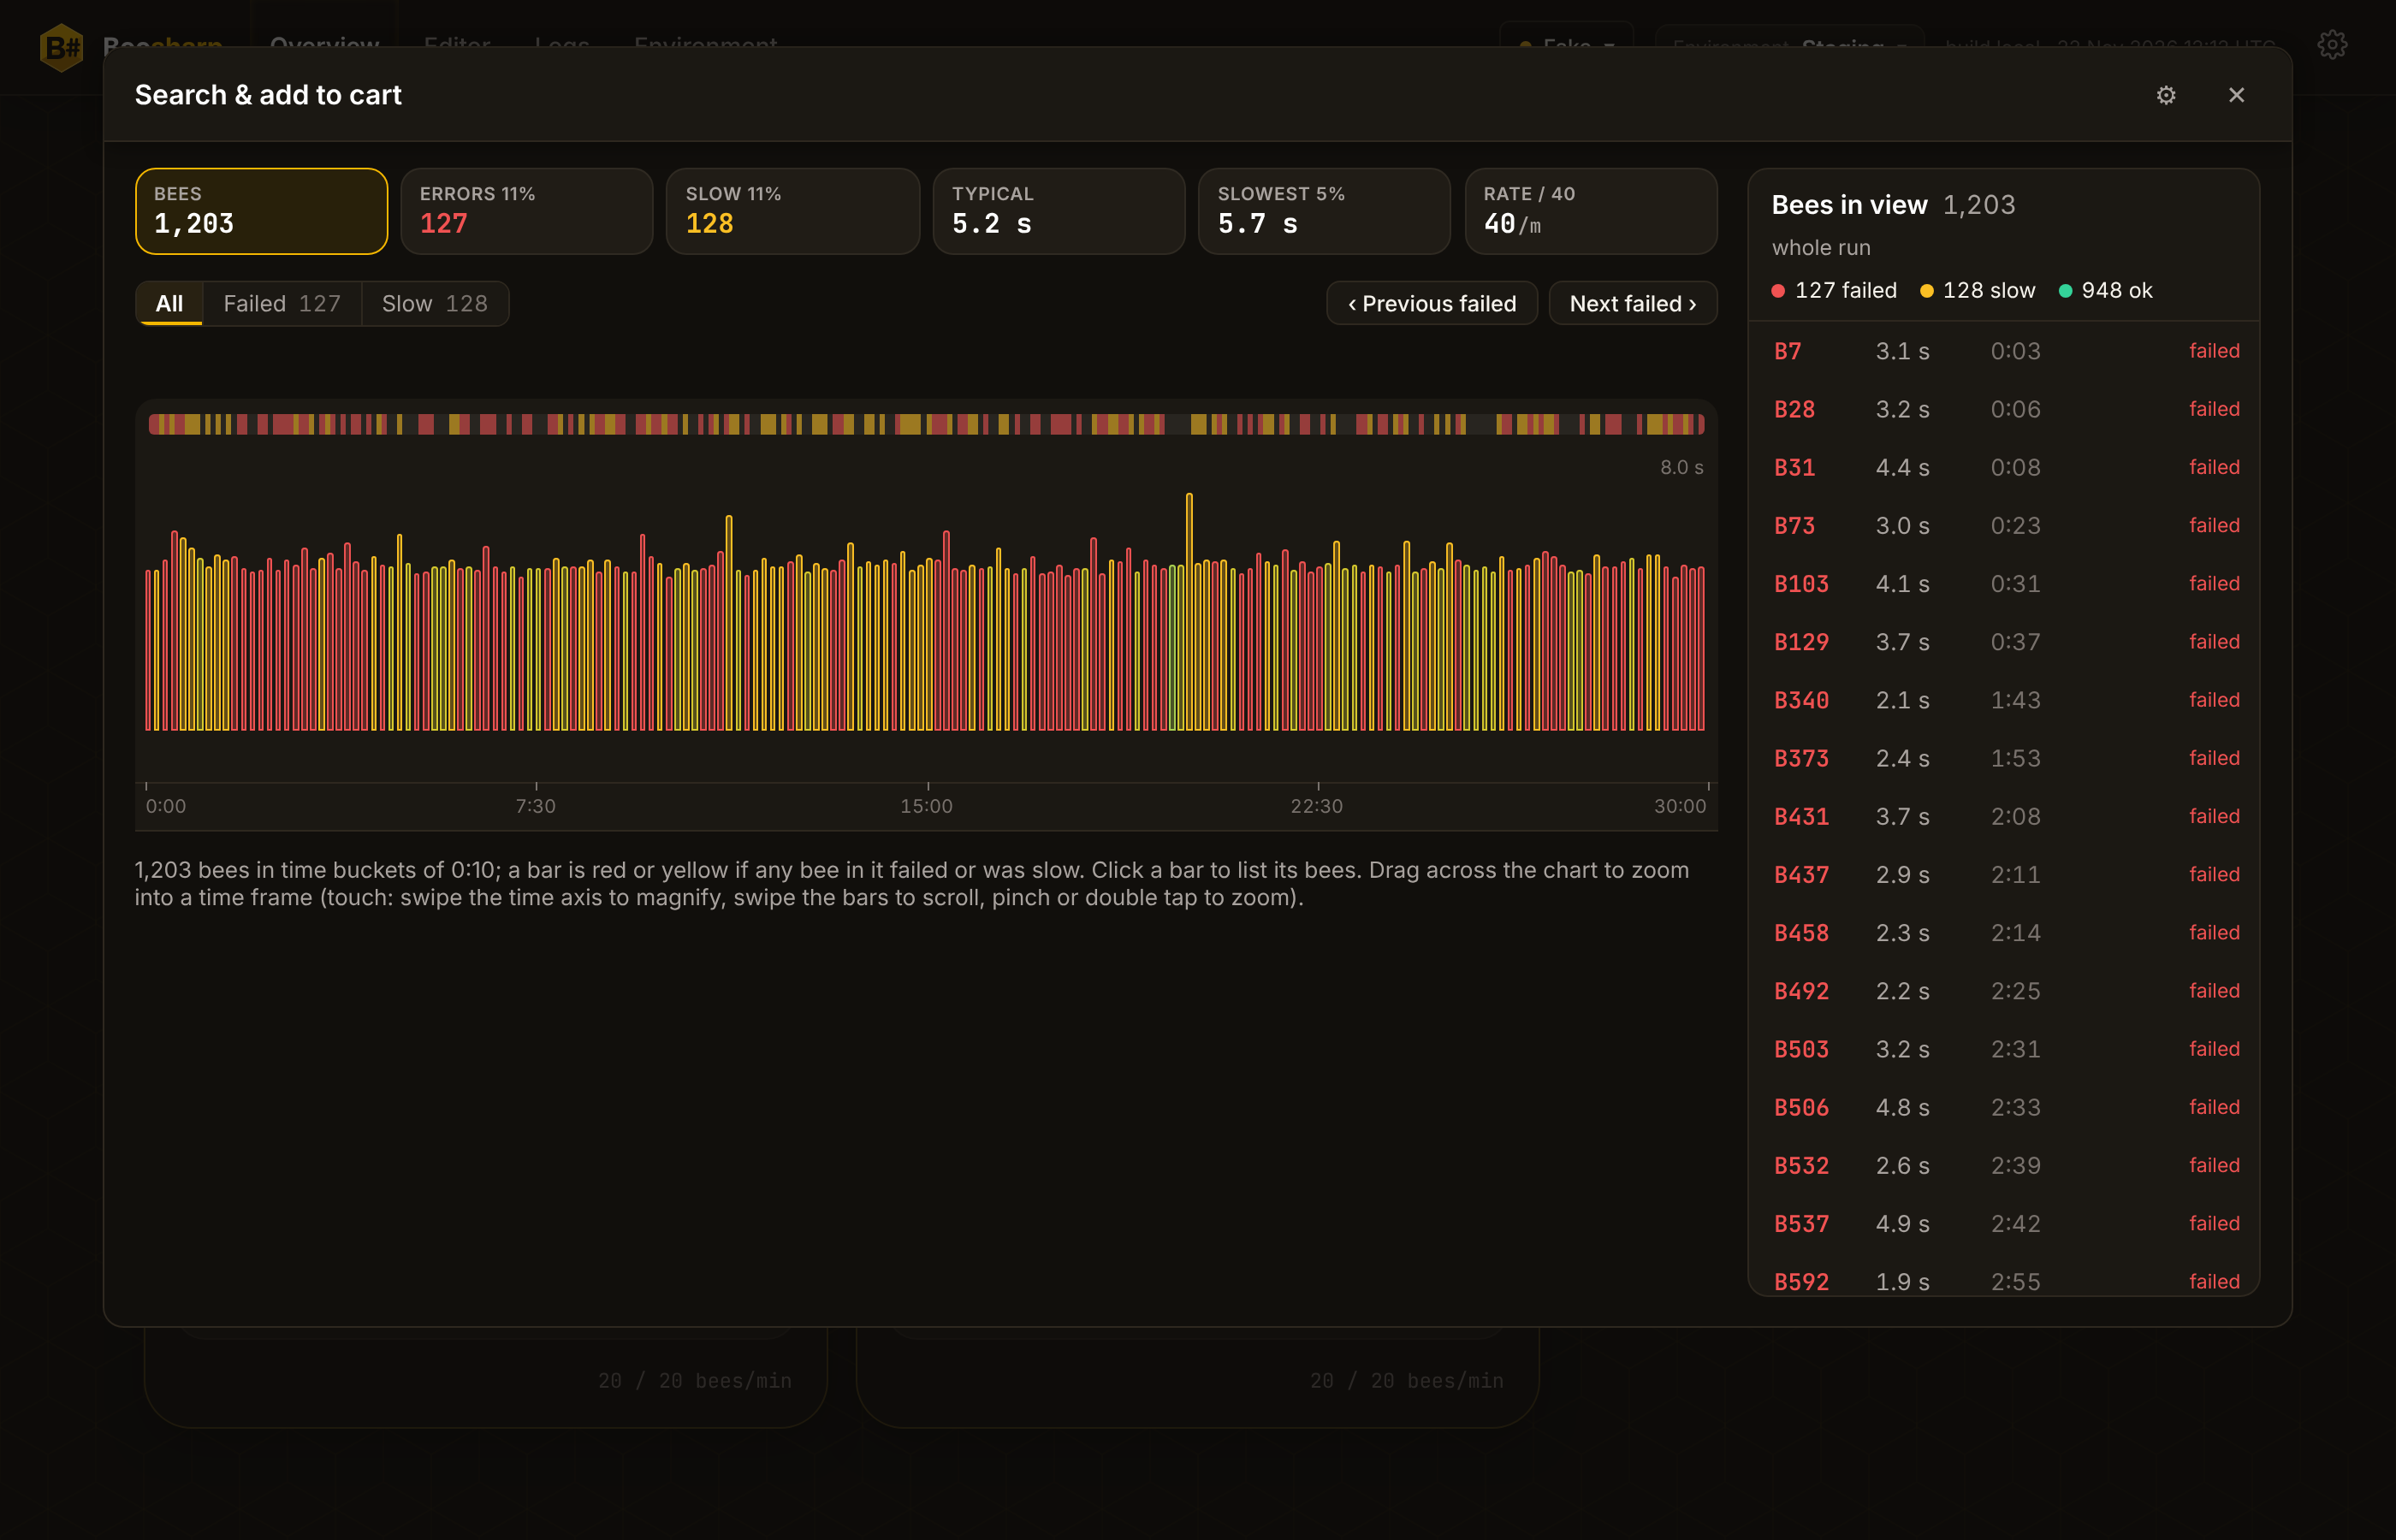 B#
Search & add to cart
BEES
1,203
ERRORS 11%
127
SLOW 11%
128
TYPICAL
5.2 s
SLOWEST 5%
5.7 s
RATE / 40
40/m
All
Failed 127
Slow 128
‹ Previous failed
Next failed ›
8.0 s
0:00
7:30
15:00
22:30
30:00
1,203 bees in time buckets of 0:10; a bar is red or yellow if any bee in it failed or was slow. Click a bar to list its bees. Drag across the chart to zoom
into a time frame (touch: swipe the time axis to magnify, swipe the bars to scroll, pinch or double tap to zoom).
Bees in view 1,203
whole run
127 failed
128 slow
948 ok
B7 3.1 s 0:03 failed
B28 3.2 s 0:06 failed
B31 4.4 s 0:08 failed
B73 3.0 s 0:23 failed
B103 4.1 s 0:31 failed
B129 3.7 s 0:37 failed
B340 2.1 s 1:43 failed
B373 2.4 s 1:53 failed
B431 3.7 s 2:08 failed
B437 2.9 s 2:11 failed
B458 2.3 s 2:14 failed
B492 2.2 s 2:25 failed
B503 3.2 s 2:31 failed
B506 4.8 s 2:33 failed
B532 2.6 s 2:39 failed
B537 4.9 s 2:42 failed
B592 1.9 s 2:55 failed
20 / 20 bees/min
20 / 20 bees/min